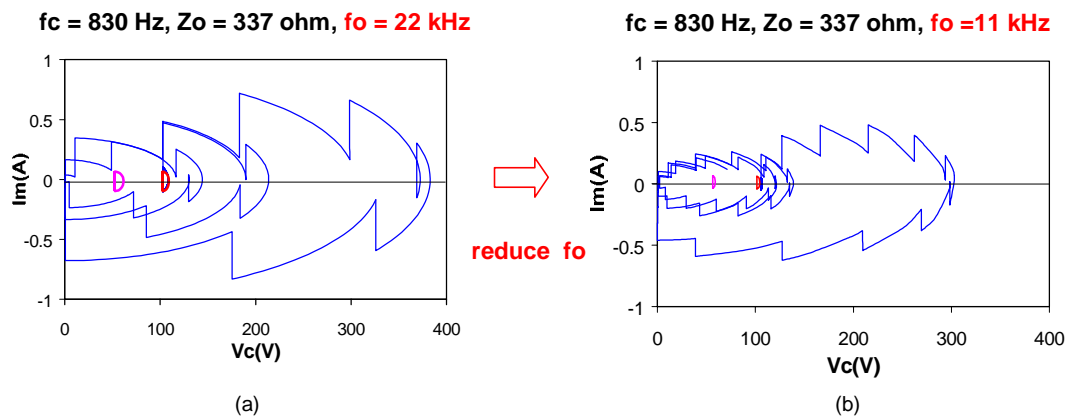 fc = 830 Hz, Zo = 337 ohm, fo = 22 kHz
1
0.5
0
-0.5
-1
Im(A)
0
100
200
300
400
Vc(V)
(a)
reduce fo
fc = 830 Hz, Zo = 337 ohm, fo =11 kHz
1
0.5
0
-0.5
-1
Im(A)
0
100
200
300
400
Vc(V)
(b)